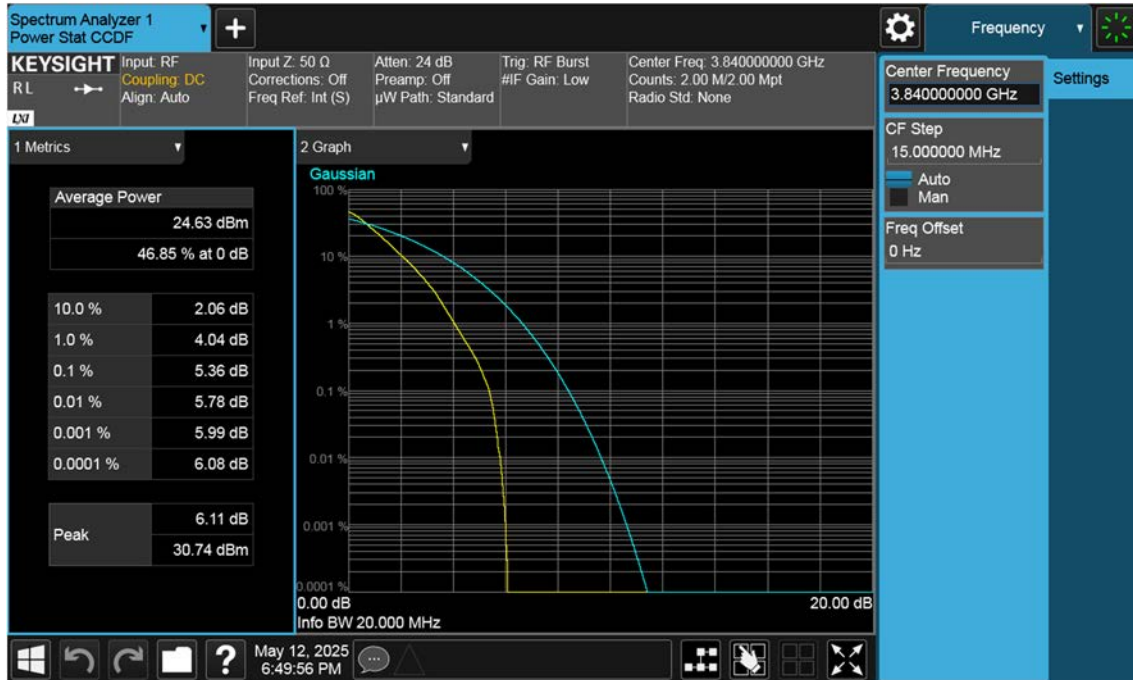 Spectrum Analyzer 1
Power Stat CCDF
+
Frequency
KEYSIGHT
R L
LXI
Input: RF
Coupling: DC
Align: Auto
Input Z: 50 Ω
Corrections: Off
Freq Ref: Int (S)
Atten: 24 dB
Preamp: Off
µW Path: Standard
Trig: RF Burst
#IF Gain: Low
Center Freq: 3.840000000 GHz
Counts: 2.00 M/2.00 Mpt
Radio Std: None
Center Frequency
3.840000000 GHz
Settings
CF Step
15.000000 MHz
Auto
Man
Freq Offset
0 Hz
1 Metrics
Average Power
24.63 dBm
46.85 % at 0 dB
10.0 % 2.06 dB
1.0 % 4.04 dB
0.1 % 5.36 dB
0.01 % 5.78 dB
0.001 % 5.99 dB
0.0001 % 6.08 dB
Peak
6.11 dB
30.74 dBm
2 Graph
Gaussian
100 %
10 %
1 %
0.1 %
0.01 %
0.001 %
0.0001 %
0.00 dB 20.00 dB
Info BW 20.000 MHz
?
May 12, 2025
6:49:56 PM